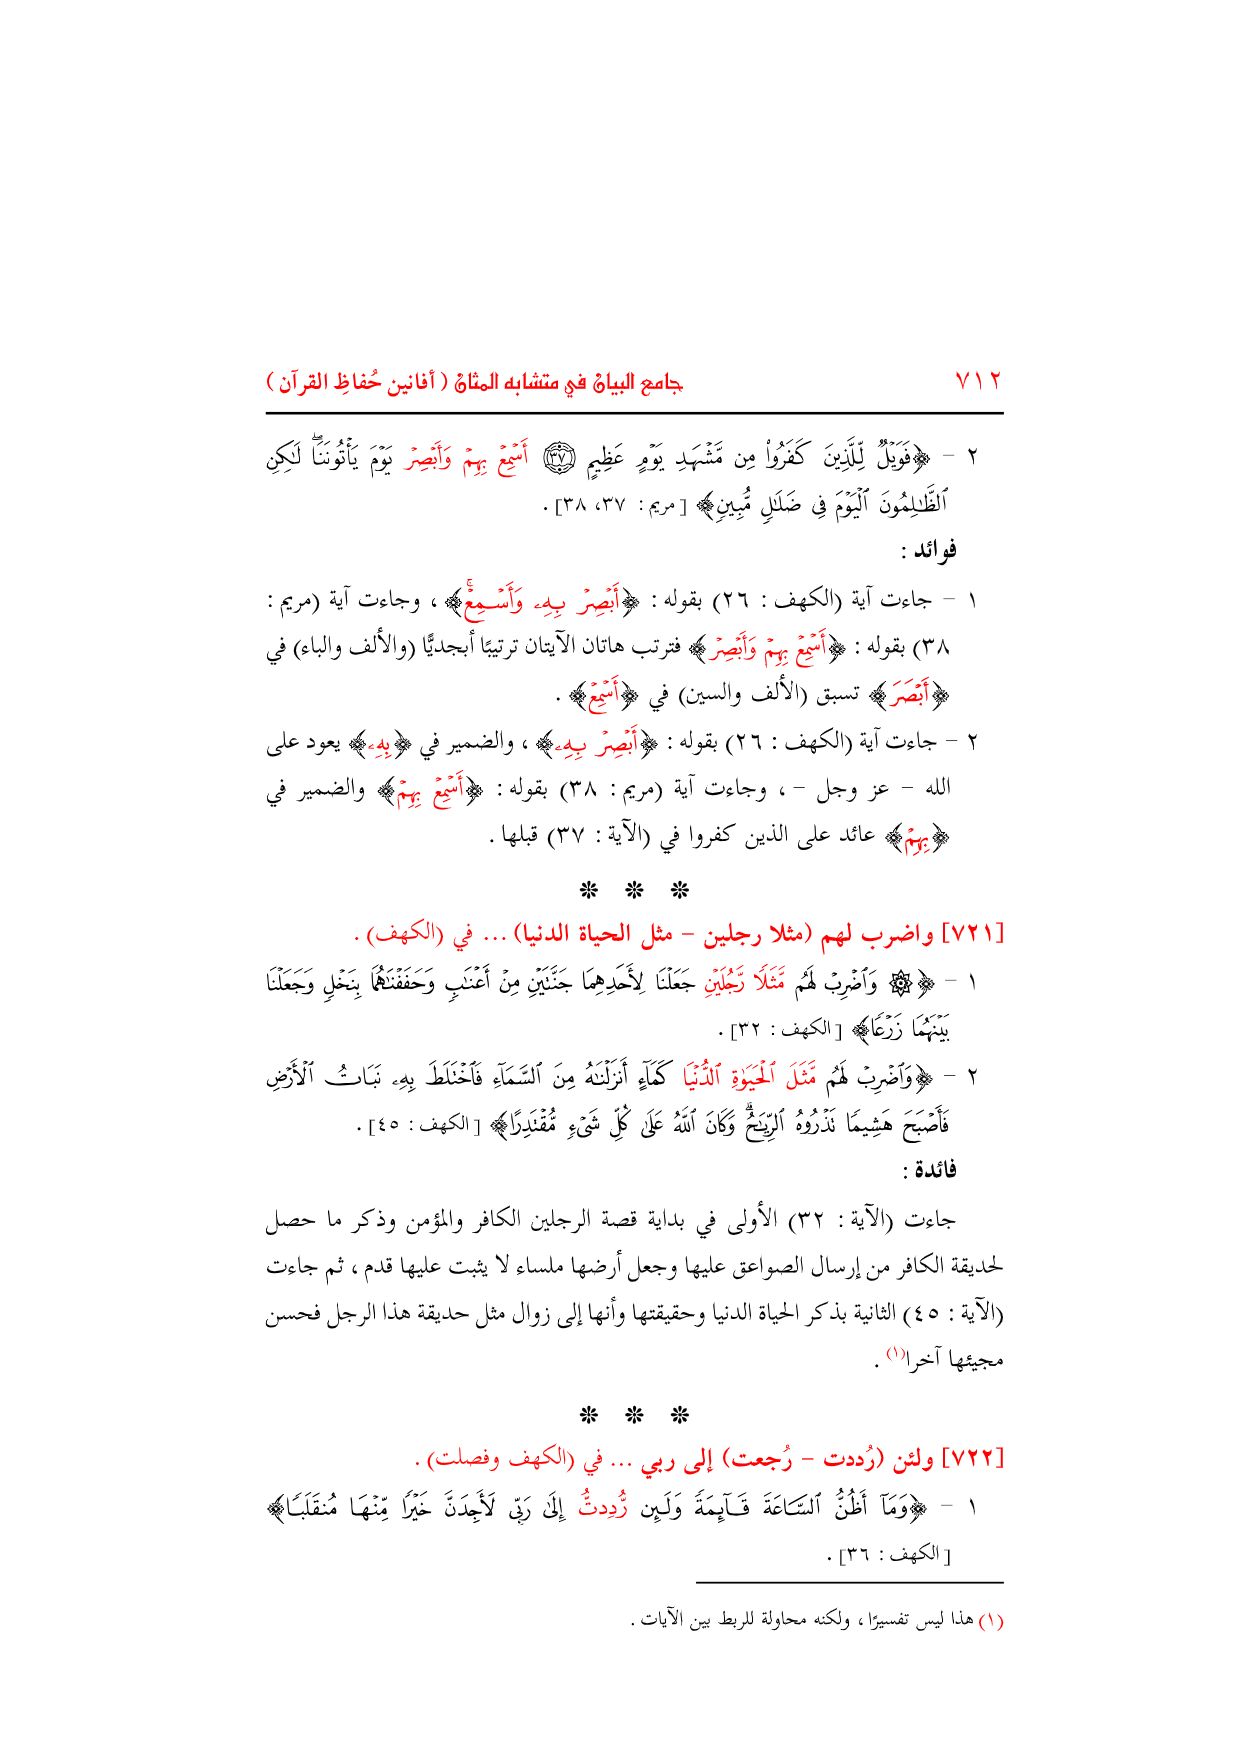 ٧١٢ جامع البيان في متشابه المثان ( أفانين حُفاظِ القرآن )
٢ – ﴿فَوَيۡلٞ لِّلَّذِينَ كَفَرُواْ مِن مَّشۡهَدِ يَوۡمٍ عَظِيمٍ ٣٧ أَسۡمِعۡ بِهِمۡ وَأَبۡصِرۡ يَوۡمَ يَأۡتُونَنَاۖ لَٰكِنِ
ٱلظَّٰلِمُونَ ٱلۡيَوۡمَ فِى ضَلَٰلٖ مُّبِينٖ﴾ [مريم: ٣٧، ٣٨] .
فوائد :
١ – جاءت آية (الكهف : ٢٦) بقوله : ﴿أَبۡصِرۡ بِهِۦ وَأَسۡمِعۡۚ﴾ ، وجاءت آية (مريم :
٣٨) بقوله : ﴿أَسۡمِعۡ بِهِمۡ وَأَبۡصِرۡ﴾ فترتب هاتان الآيتان ترتيبًا أبجديًّا (والألف والباء) في
﴿أَبۡصَرَ﴾ تسبق (الألف والسين) في ﴿أَسۡمِعۡ﴾ .
٢ – جاءت آية (الكهف : ٢٦) بقوله : ﴿أَبۡصِرۡ بِهِۦ﴾ ، والضمير في ﴿بِهِۦ﴾ يعود على
الله – عز وجل – ، وجاءت آية (مريم : ٣٨) بقوله : ﴿أَسۡمِعۡ بِهِمۡ﴾ والضمير في
﴿بِهِمۡ﴾ عائد على الذين كفروا في (الآية : ٣٧) قبلها .
❊ ❊ ❊
[٧٢١] واضرب لهم (مثلا رجلين – مثل الحياة الدنيا) ... في (الكهف) .
١ – ﴿۞ وَٱضۡرِبۡ لَهُم مَّثَلٗا رَّجُلَيۡنِ جَعَلۡنَا لِأَحَدِهِمَا جَنَّتَيۡنِ مِنۡ أَعۡنَٰبٖ وَحَفَفۡنَٰهُمَا بِنَخۡلٖ وَجَعَلۡنَا
بَيۡنَهُمَا زَرۡعٗا﴾ [الكهف : ٣٢] .
٢ – ﴿وَٱضۡرِبۡ لَهُم مَّثَلَ ٱلۡحَيَوٰةِ ٱلدُّنۡيَا كَمَآءٍ أَنزَلۡنَٰهُ مِنَ ٱلسَّمَآءِ فَٱخۡتَلَطَ بِهِۦ نَبَاتُ ٱلۡأَرۡضِ
فَأَصۡبَحَ هَشِيمٗا تَذۡرُوهُ ٱلرِّيَٰحُۗ وَكَانَ ٱللَّهُ عَلَىٰ كُلِّ شَىۡءٖ مُّقۡتَدِرًا﴾ [الكهف : ٤٥] .
فائدة :
جاءت (الآية : ٣٢) الأولى في بداية قصة الرجلين الكافر والمؤمن وذكر ما حصل
لحديقة الكافر من إرسال الصواعق عليها وجعل أرضها ملساء لا يثبت عليها قدم ، ثم جاءت
(الآية : ٤٥) الثانية بذكر الحياة الدنيا وحقيقتها وأنها إلى زوال مثل حديقة هذا الرجل فحسن
مجيئها آخرا(١) .
❊ ❊ ❊
[٧٢٢] ولئن (رُددت – رُجعت) إلى ربي ... في (الكهف وفصلت) .
١ – ﴿وَمَآ أَظُنُّ ٱلسَّاعَةَ قَآئِمَةٗ وَلَئِن رُّدِدتُّ إِلَىٰ رَبِّى لَأَجِدَنَّ خَيۡرٗا مِّنۡهَا مُنقَلَبٗا﴾
[الكهف : ٣٦] .
(١) هذا ليس تفسيرًا ، ولكنه محاولة للربط بين الآيات .